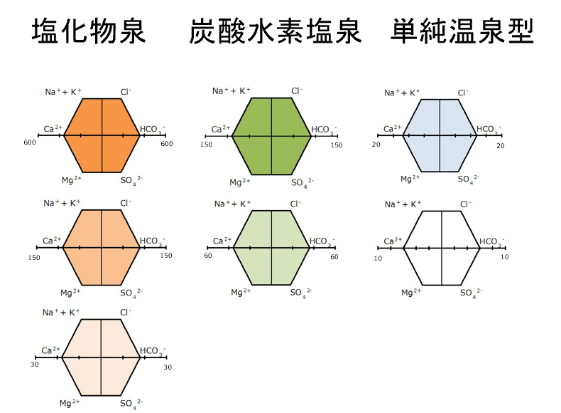 塩化物泉 炭酸水素塩泉 単純温泉型
Na⁺+ K⁺ Cl⁻ Na⁺+ K⁺ Cl⁻ Na⁺+ K⁺ Cl⁻
Ca²⁺ HCO₃⁻ Ca²⁺ HCO₃⁻ Ca²⁺ HCO₃⁻
600 600 150 150 20 20
Mg²⁺ SO₄²⁻ Mg²⁺ SO₄²⁻ Mg²⁺ SO₄²⁻
Na⁺+ K⁺ Cl⁻ Na⁺+ K⁺ Cl⁻ Na⁺+ K⁺ Cl⁻
Ca²⁺ HCO₃⁻ Ca²⁺ HCO₃⁻ Ca²⁺ HCO₃⁻
150 150 60 60 10 10
Mg²⁺ SO₄²⁻ Mg²⁺ SO₄²⁻ Mg²⁺ SO₄²⁻
Na⁺+ K⁺ Cl⁻
Ca²⁺ HCO₃⁻
30 30
Mg²⁺ SO₄²⁻